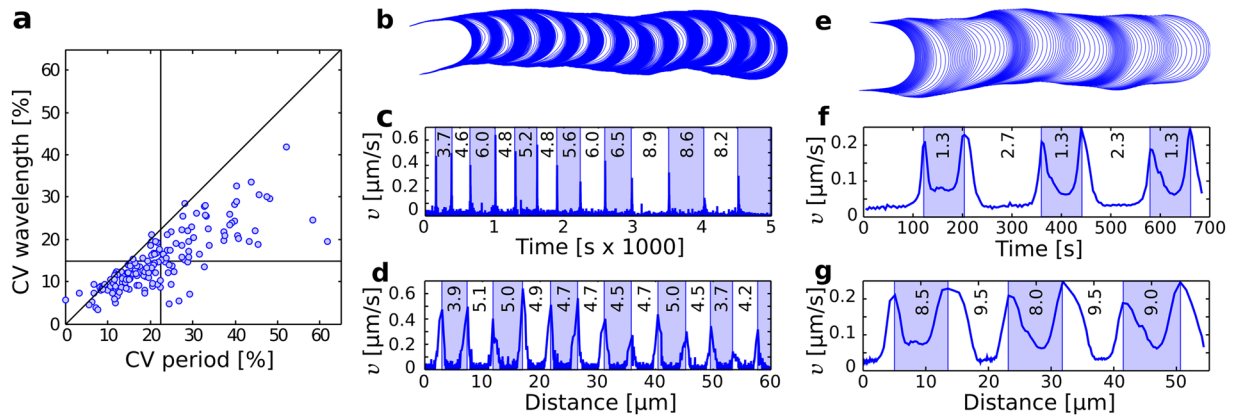 a
CV wavelength [%]
60
50
40
30
20
10
0
0 10 20 30 40 50 60
CV period [%]
b
c
v [µm/s]
0.6
0.4
0.2
0
3.7 4.6 6.0 4.8 5.2 4.8 5.6 6.0 6.5 8.9 8.6 8.2
0 1 2 3 4 5
Time [s x 1000]
d
v [µm/s]
0.6
0.4
0.2
0
3.9 5.1 5.0 4.9 4.7 4.7 4.5 4.7 5.0 4.5 3.7 4.2
0 10 20 30 40 50 60
Distance [µm]
e
f
v [µm/s]
0.2
0.1
0
1.3 2.7 1.3 2.3 1.3
0 100 200 300 400 500 600 700
Time [s]
g
v [µm/s]
0.2
0.1
0
8.5 9.5 8.0 9.5 9.0
0 10 20 30 40 50
Distance [µm]